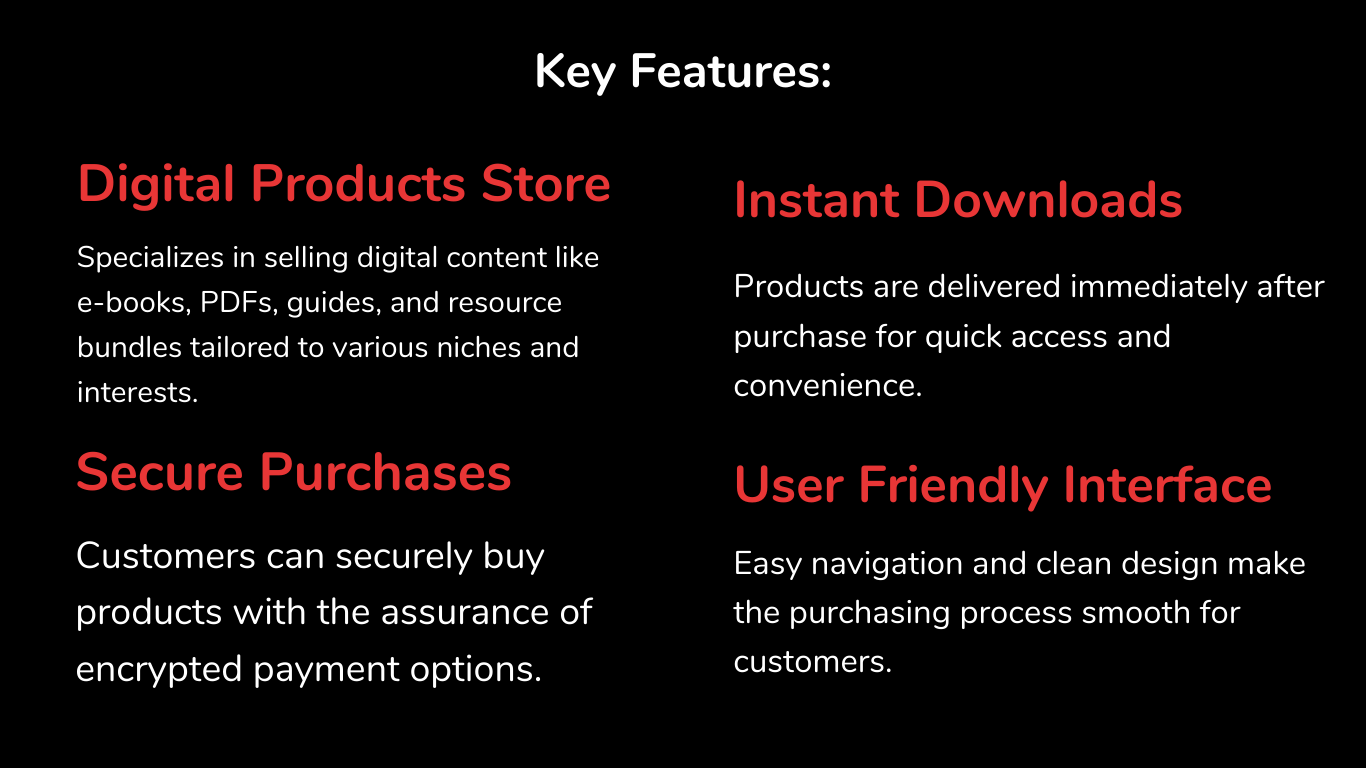 Key Features:
Digital Products Store
Specializes in selling digital content like
e-books, PDFs, guides, and resource
bundles tailored to various niches and
interests.
Instant Downloads
Products are delivered immediately after
purchase for quick access and
convenience.
Secure Purchases
Customers can securely buy
products with the assurance of
encrypted payment options.
User Friendly Interface
Easy navigation and clean design make
the purchasing process smooth for
customers.